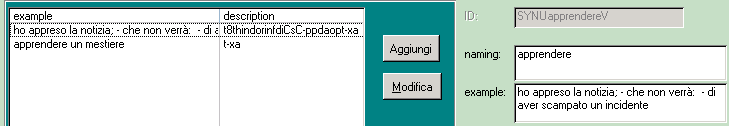 example description
ho appreso la notizia; - che non verrà: - di a t8thindorinfdiCsC-ppdaopt-xa
apprendere un mestiere t-xa
Aggiungi
Modifica
ID: SYNUapprendereV
naming: apprendere
example: ho appreso la notizia; - che non verrà: - di
aver scampato un incidente